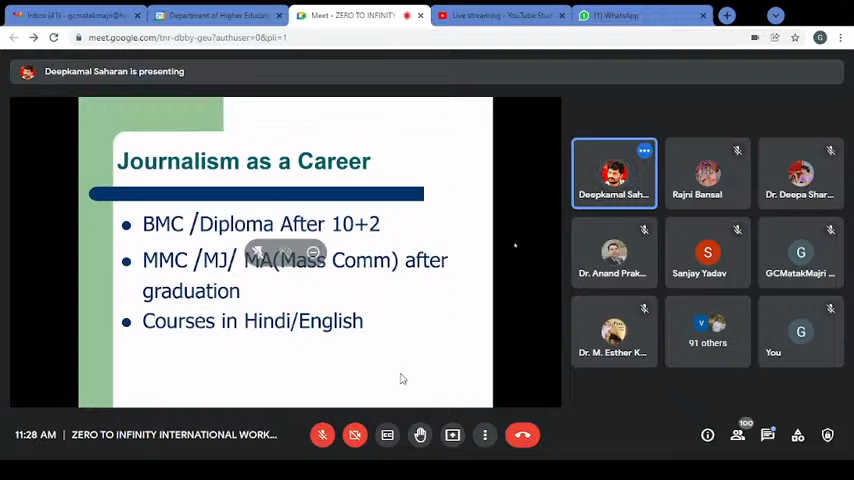 Inbox (41) - gcmatakmajri@h
Department of Higher Educati
Meet - ZERO TO INFINITY
Live streaming - YouTube Stud
(1) WhatsApp
meet.google.com/tnr-dbby-geu?authuser=0&pli=1
G
Deepkamal Saharan is presenting
Journalism as a Career
BMC /Diploma After 10+2
MMC /MJ/ MA(Mass Comm) after
graduation
Courses in Hindi/English
Deepkamal Sah...
Rajni Bansal
Dr. Deepa Shar...
Dr. Anand Prak...
S
Sanjay Yadav
G
GCMatakMajri ...
Dr. M. Esther K...
V
91 others
G
You
11:28 AM | ZERO TO INFINITY INTERNATIONAL WORK...
100